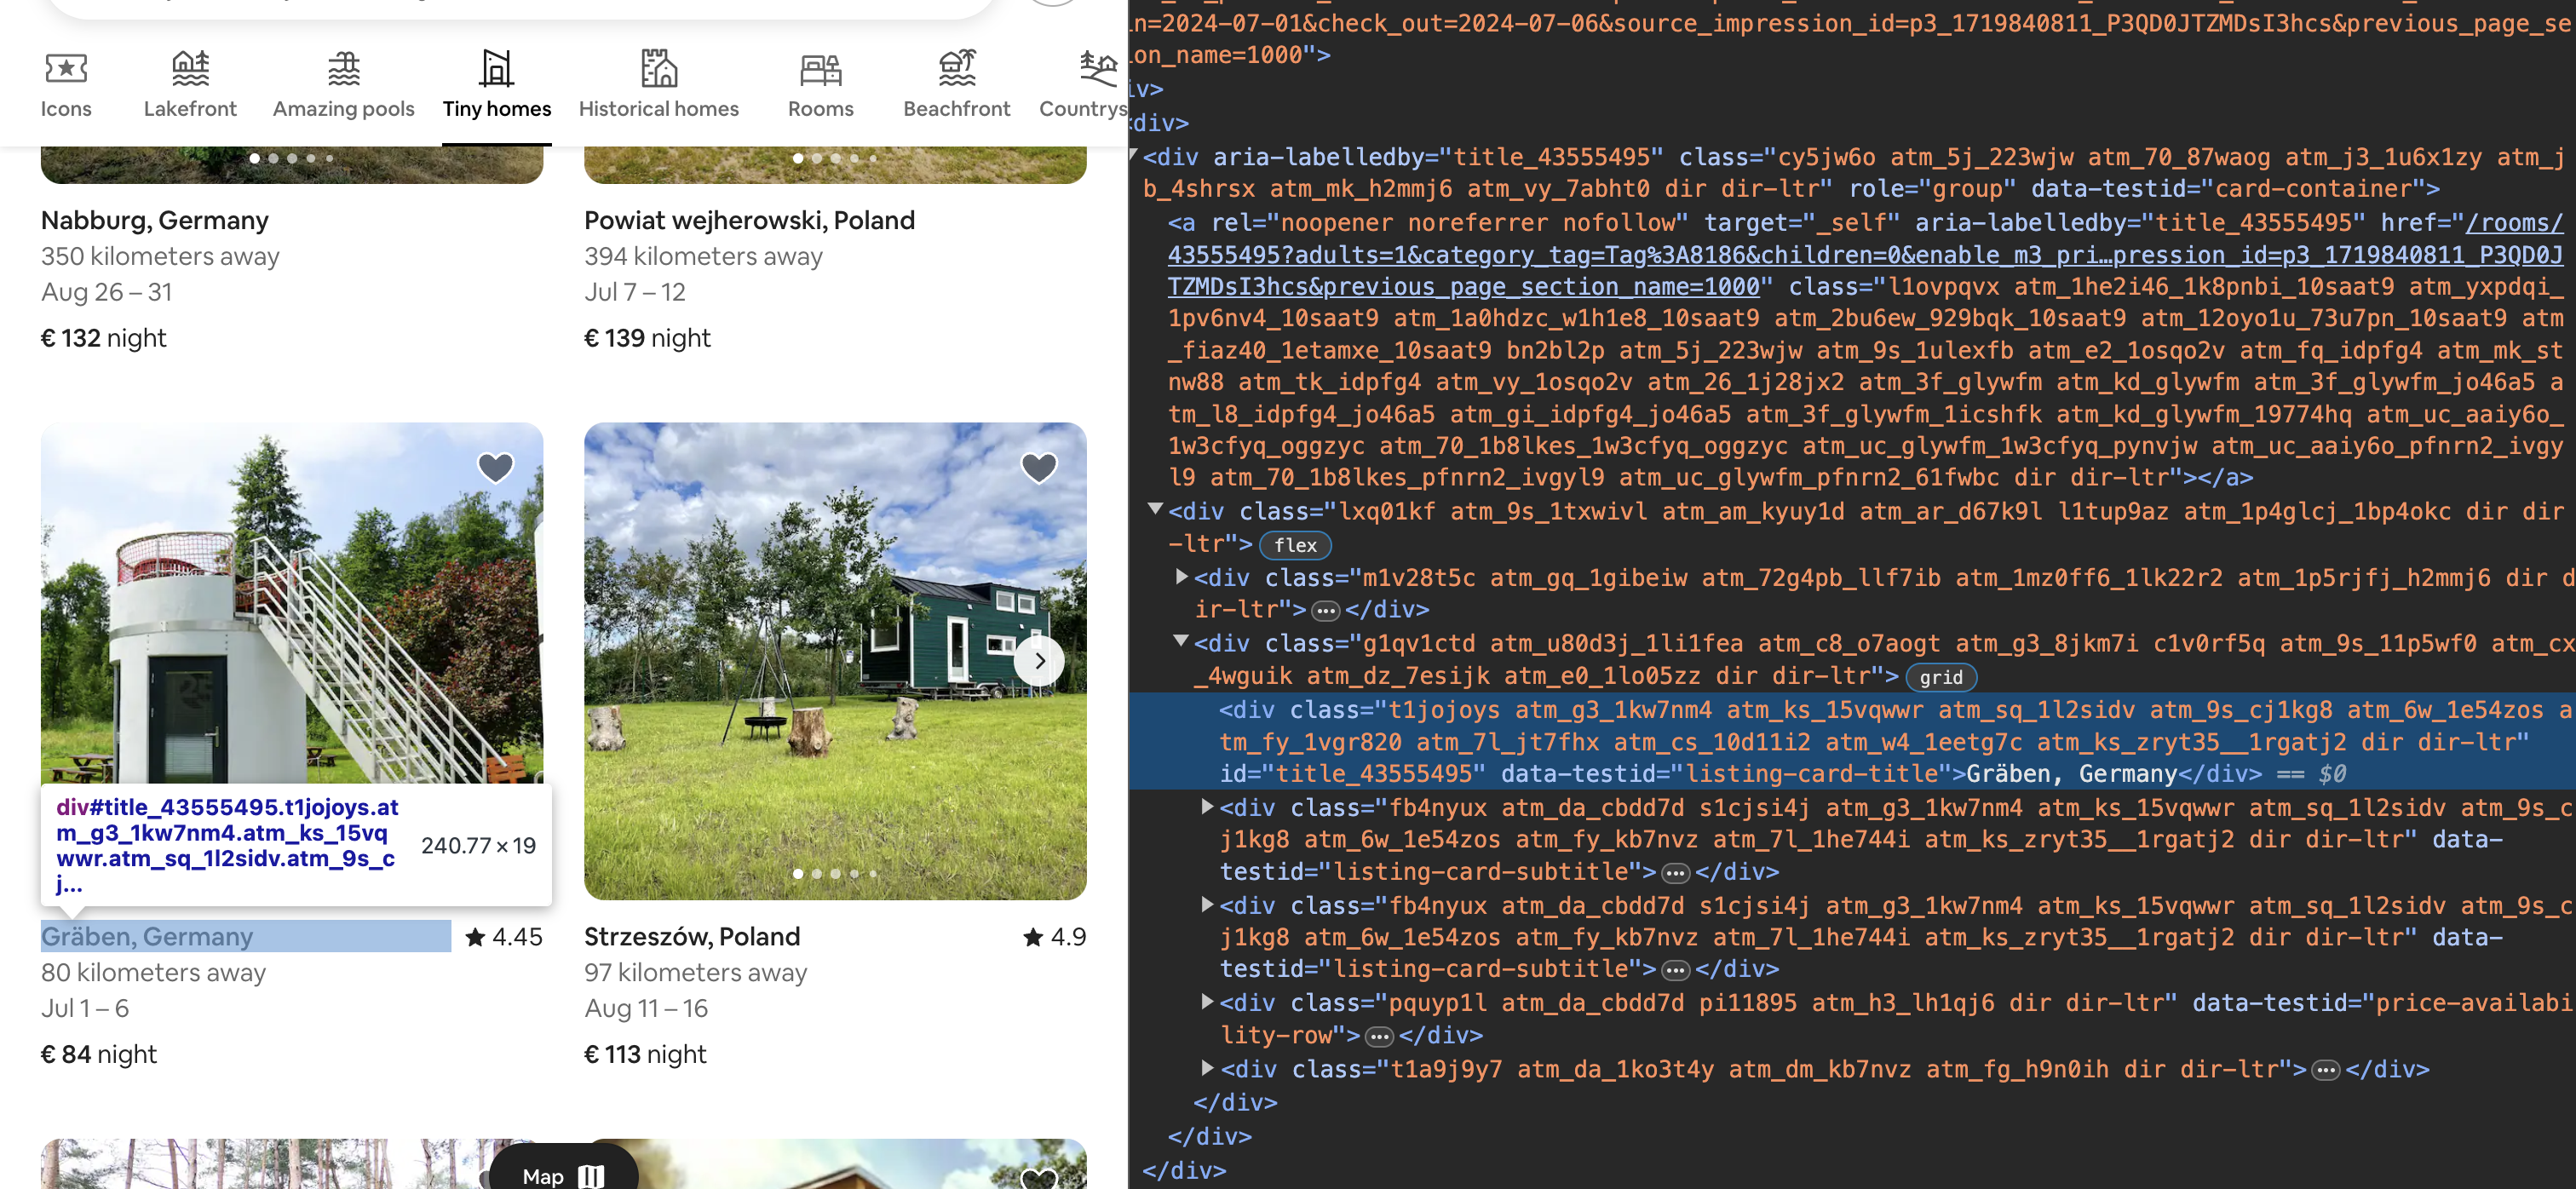 Icons
Lakefront
Amazing pools
Tiny homes
Historical homes
Rooms
Beachfront
Countrys
Nabburg, Germany
350 kilometers away
Aug 26 – 31
€ 132 night
Powiat wejherowski, Poland
394 kilometers away
Jul 7 – 12
€ 139 night
div#title_43555495.t1jojoys.at
m_g3_1kw7nm4.atm_ks_15vq
wwr.atm_sq_1l2sidv.atm_9s_c
j...
240.77 × 19
Gräben, Germany
★ 4.45
80 kilometers away
Jul 1 – 6
€ 84 night
Strzeszów, Poland
★ 4.9
97 kilometers away
Aug 11 – 16
€ 113 night
Map
in=2024-07-01&check_out=2024-07-06&source_impression_id=p3_1719840811_P3QD0JTZMDsI3hcs&previous_page_se
ion_name=1000">
iv>
div>
<div aria-labelledby="title_43555495" class="cy5jw6o atm_5j_223wjw atm_70_87waog atm_j3_1u6x1zy atm_j
b_4shrsx atm_mk_h2mmj6 atm_vy_7abht0 dir dir-ltr" role="group" data-testid="card-container">
<a rel="noopener noreferrer nofollow" target="_self" aria-labelledby="title_43555495" href="/rooms/
43555495?adults=1&category_tag=Tag%3A8186&children=0&enable_m3_pri…pression_id=p3_1719840811_P3QD0J
TZMDsI3hcs&previous_page_section_name=1000" class="l1ovpqvx atm_1he2i46_1k8pnbi_10saat9 atm_yxpdqi_
1pv6nv4_10saat9 atm_1a0hdzc_w1h1e8_10saat9 atm_2bu6ew_929bqk_10saat9 atm_12oyo1u_73u7pn_10saat9 atm
_fiaz40_1etamxe_10saat9 bn2bl2p atm_5j_223wjw atm_9s_1ulexfb atm_e2_1osqo2v atm_fq_idpfg4 atm_mk_st
nw88 atm_tk_idpfg4 atm_vy_1osqo2v atm_26_1j28jx2 atm_3f_glywfm atm_kd_glywfm atm_3f_glywfm_jo46a5 a
tm_l8_idpfg4_jo46a5 atm_gi_idpfg4_jo46a5 atm_3f_glywfm_1icshfk atm_kd_glywfm_19774hq atm_uc_aaiy6o_
1w3cfyq_oggzyc atm_70_1b8lkes_1w3cfyq_oggzyc atm_uc_glywfm_1w3cfyq_pynvjw atm_uc_aaiy6o_pfnrn2_ivgy
l9 atm_70_1b8lkes_pfnrn2_ivgyl9 atm_uc_glywfm_pfnrn2_61fwbc dir dir-ltr"></a>
<div class="lxq01kf atm_9s_1txwivl atm_am_kyuy1d atm_ar_d67k9l l1tup9az atm_1p4glcj_1bp4okc dir dir
-ltr"> flex
<div class="m1v28t5c atm_gq_1gibeiw atm_72g4pb_llf7ib atm_1mz0ff6_1lk22r2 atm_1p5rjfj_h2mmj6 dir d
ir-ltr"> ••• </div>
<div class="g1qv1ctd atm_u80d3j_1li1fea atm_c8_o7aogt atm_g3_8jkm7i c1v0rf5q atm_9s_11p5wf0 atm_cx
_4wguik atm_dz_7esijk atm_e0_1lo05zz dir dir-ltr"> grid
<div class="t1jojoys atm_g3_1kw7nm4 atm_ks_15vqwwr atm_sq_1l2sidv atm_9s_cj1kg8 atm_6w_1e54zos a
tm_fy_1vgr820 atm_7l_jt7fhx atm_cs_10d11i2 atm_w4_1eetg7c atm_ks_zryt35__1rgatj2 dir dir-ltr"
id="title_43555495" data-testid="listing-card-title">Gräben, Germany</div> == $0
<div class="fb4nyux atm_da_cbdd7d s1cjsi4j atm_g3_1kw7nm4 atm_ks_15vqwwr atm_sq_1l2sidv atm_9s_c
j1kg8 atm_6w_1e54zos atm_fy_kb7nvz atm_7l_1he744i atm_ks_zryt35__1rgatj2 dir dir-ltr" data-
testid="listing-card-subtitle"> ••• </div>
<div class="fb4nyux atm_da_cbdd7d s1cjsi4j atm_g3_1kw7nm4 atm_ks_15vqwwr atm_sq_1l2sidv atm_9s_c
j1kg8 atm_6w_1e54zos atm_fy_kb7nvz atm_7l_1he744i atm_ks_zryt35__1rgatj2 dir dir-ltr" data-
testid="listing-card-subtitle"> ••• </div>
<div class="pquyp1l atm_da_cbdd7d pi11895 atm_h3_lh1qj6 dir dir-ltr" data-testid="price-availabi
lity-row"> ••• </div>
<div class="t1a9j9y7 atm_da_1ko3t4y atm_dm_kb7nvz atm_fg_h9n0ih dir dir-ltr"> ••• </div>
</div>
</div>
</div>